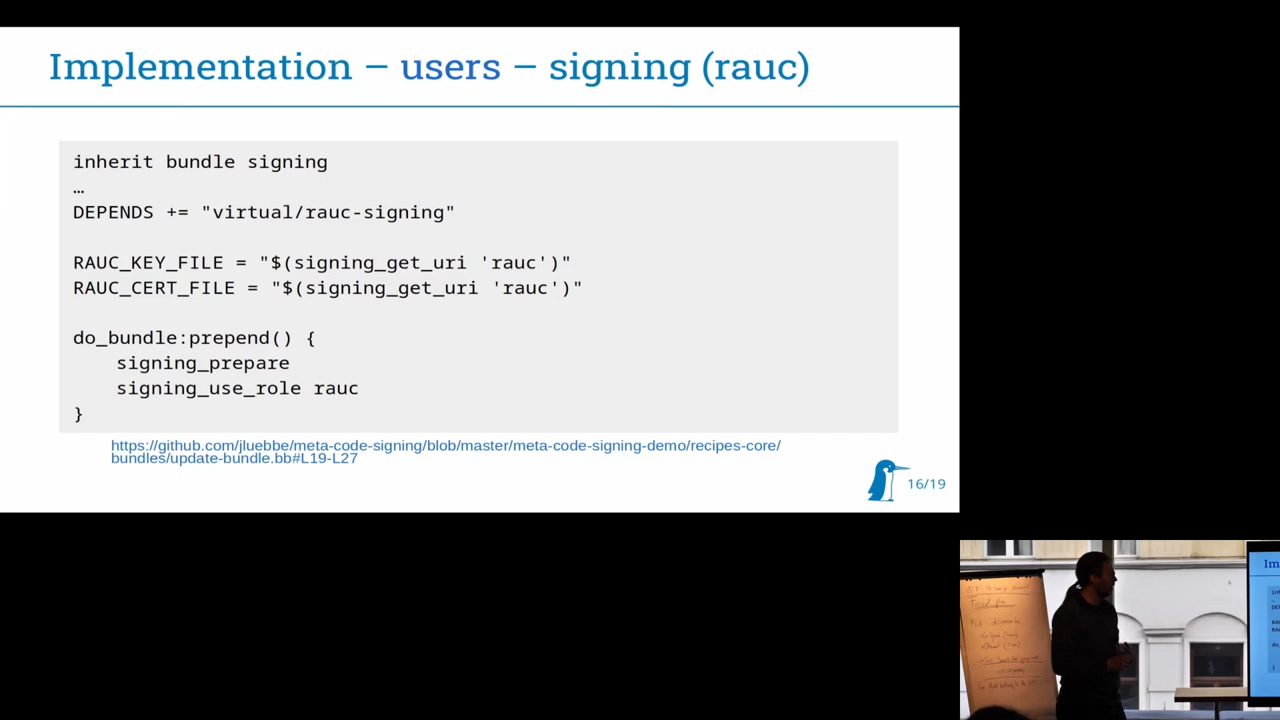 Implementation – users – signing (rauc)
inherit bundle signing
…
DEPENDS += "virtual/rauc-signing"
RAUC_KEY_FILE = "$(signing_get_uri 'rauc')"
RAUC_CERT_FILE = "$(signing_get_uri 'rauc')"
do_bundle:prepend() {
signing_prepare
signing_use_role rauc
}
https://github.com/jluebbe/meta-code-signing/blob/master/meta-code-signing-demo/recipes-core/
bundles/update-bundle.bb#L19-L27
16/19
Im